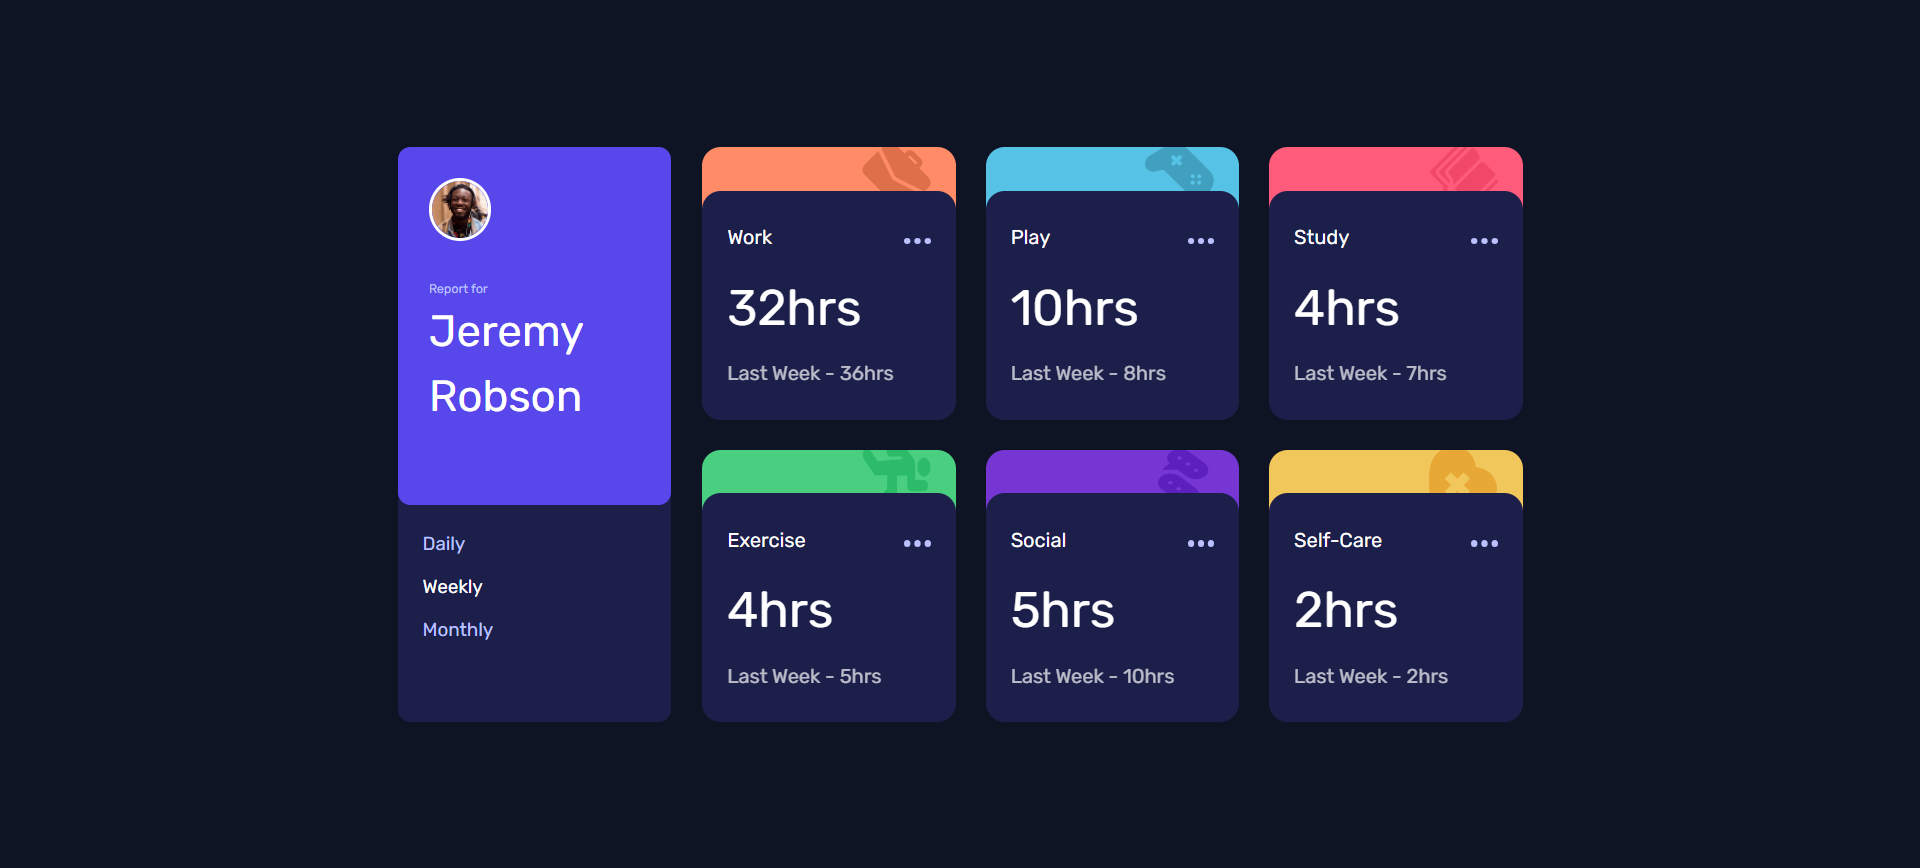 Report for
Jeremy
Robson
Daily
Weekly
Monthly
Work
32hrs
Last Week - 36hrs
Play
10hrs
Last Week - 8hrs
Study
4hrs
Last Week - 7hrs
Exercise
4hrs
Last Week - 5hrs
Social
5hrs
Last Week - 10hrs
Self-Care
2hrs
Last Week - 2hrs